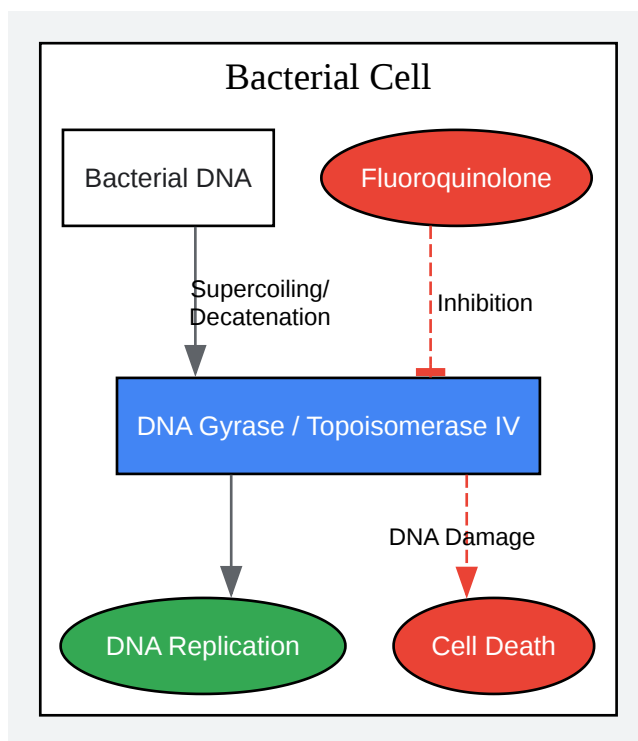 Bacterial Cell
Bacterial DNA
Fluoroquinolone
Supercoiling/
Decatenation
Inhibition
DNA Gyrase / Topoisomerase IV
DNA Damage
DNA Replication
Cell Death